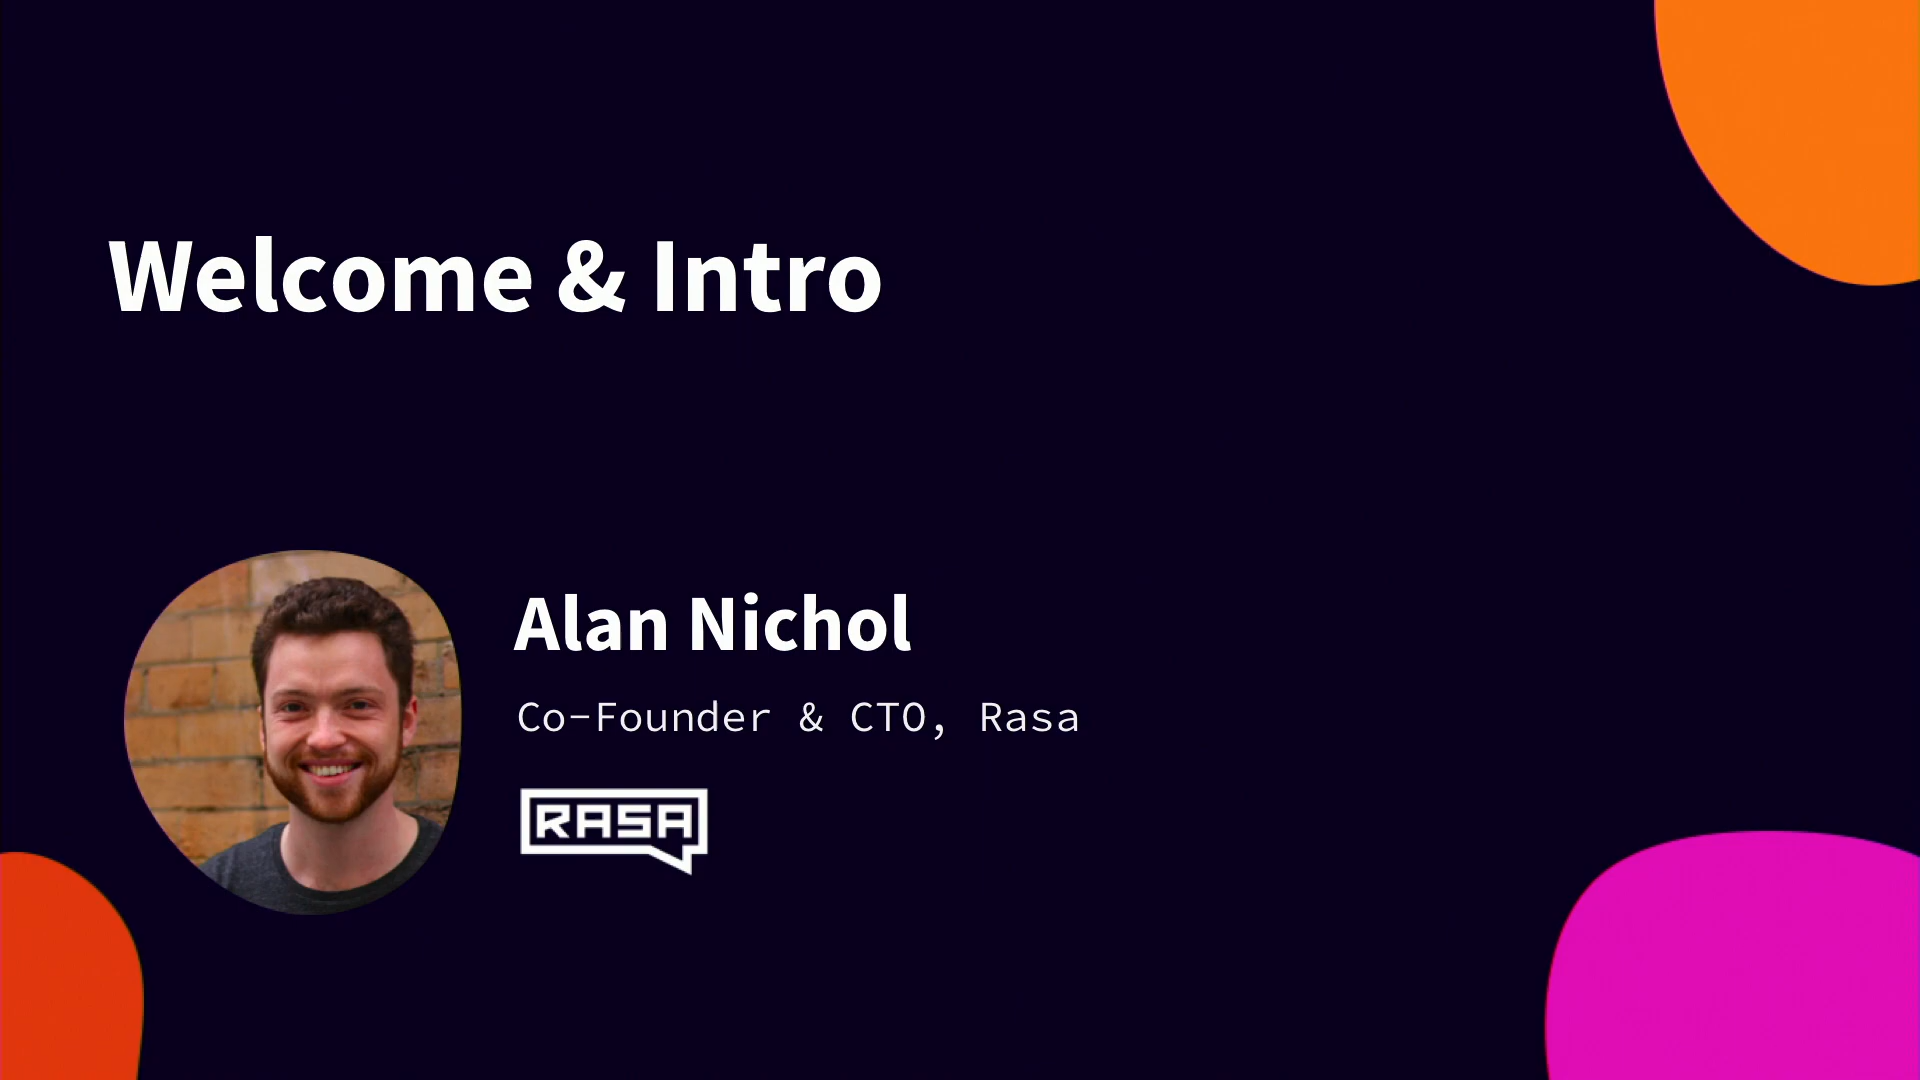 Welcome & Intro
Alan Nichol
Co-Founder & CTO, Rasa
RASA